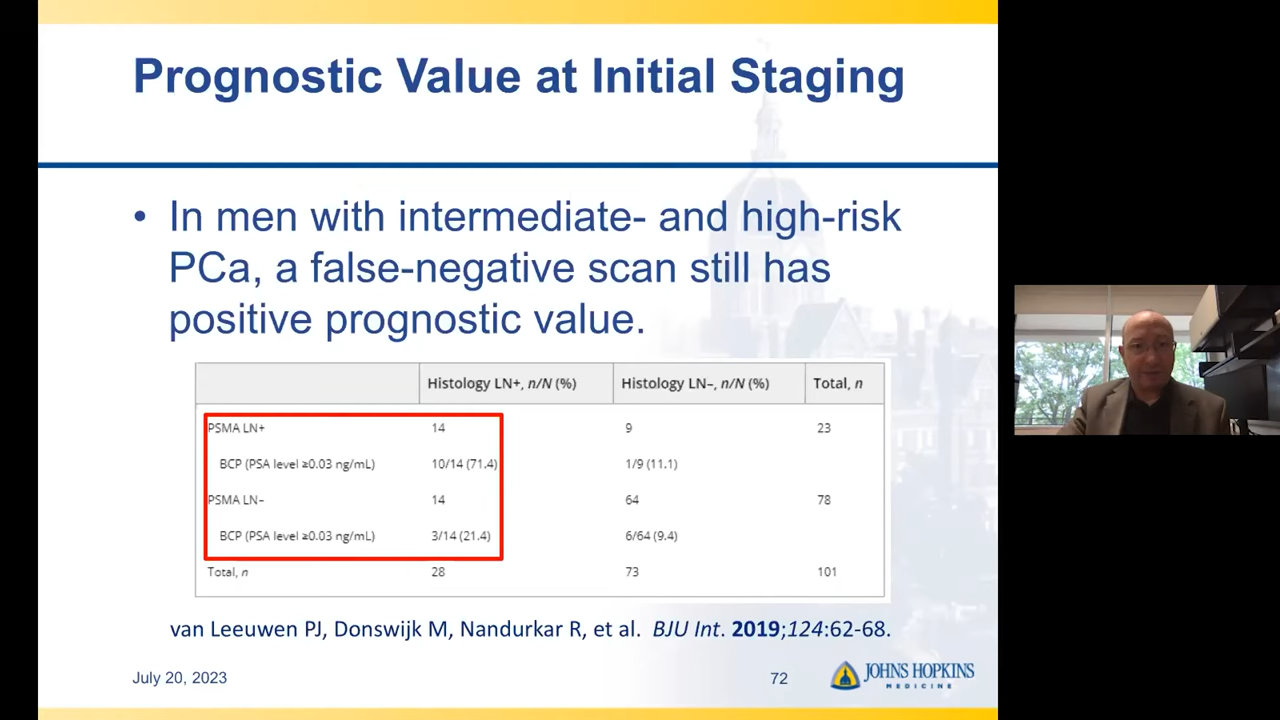 Prognostic Value at Initial Staging
• In men with intermediate- and high-risk
PCa, a false-negative scan still has
positive prognostic value.
Histology LN+, n/N (%) Histology LN–, n/N (%) Total, n
PSMA LN+ 14 9 23
BCP (PSA level ≥0.03 ng/mL) 10/14 (71.4) 1/9 (11.1)
PSMA LN– 14 64 78
BCP (PSA level ≥0.03 ng/mL) 3/14 (21.4) 6/64 (9.4)
Total, n 28 73 101
van Leeuwen PJ, Donswijk M, Nandurkar R, et al. BJU Int. 2019;124:62-68.
July 20, 2023
72
JOHNS HOPKINS
MEDICINE